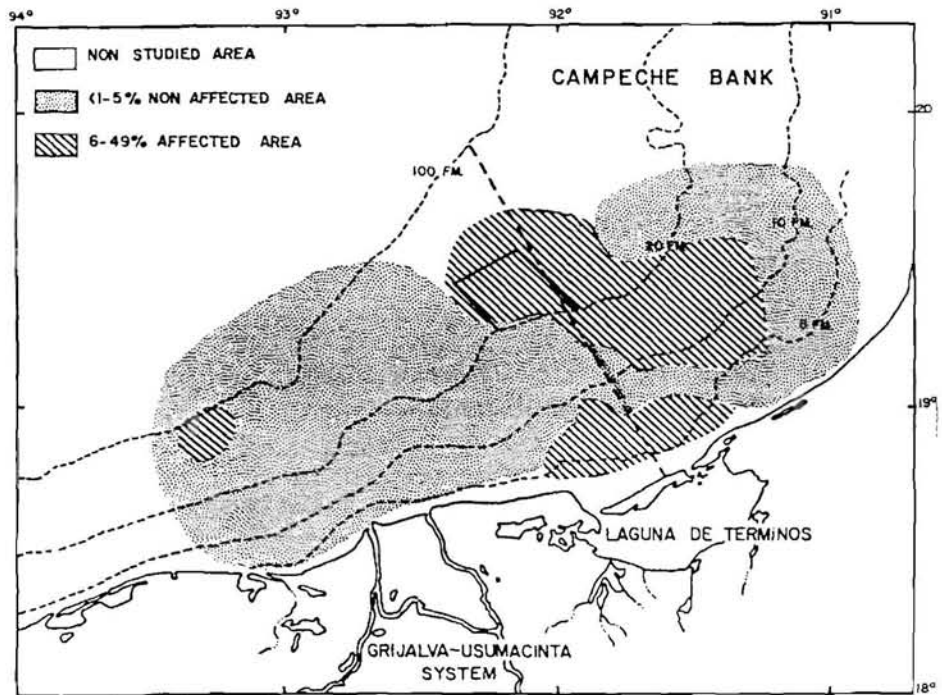 94° 93° 92° 91°
NON STUDIED AREA
<1-5% NON AFFECTED AREA
6-49% AFFECTED AREA
CAMPECHE BANK
20
100 FM.
10 FM.
20 FM.
19°
LAGUNA DE TERMINOS
GRIJALVA-USUMACINTA
SYSTEM
18°